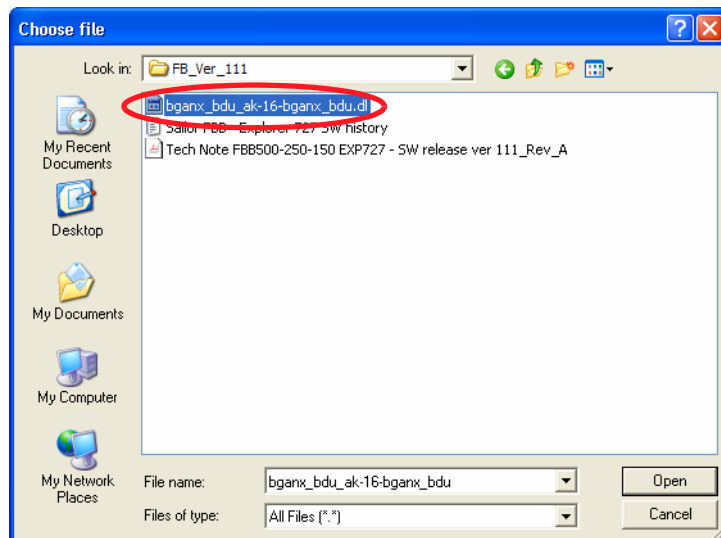 Choose file
Look in: FB_Ver_111
bganx_bdu_ak-16-bganx_bdu.dl
Sailor FBB - Explorer 727 SW history
Tech Note FBB500-250-150 EXP727 - SW release ver 111_Rev_A
My Recent
Documents
Desktop
My Documents
My Computer
My Network
Places
File name: bganx_bdu_ak-16-bganx_bdu Open
Files of type: All Files (*.*) Cancel